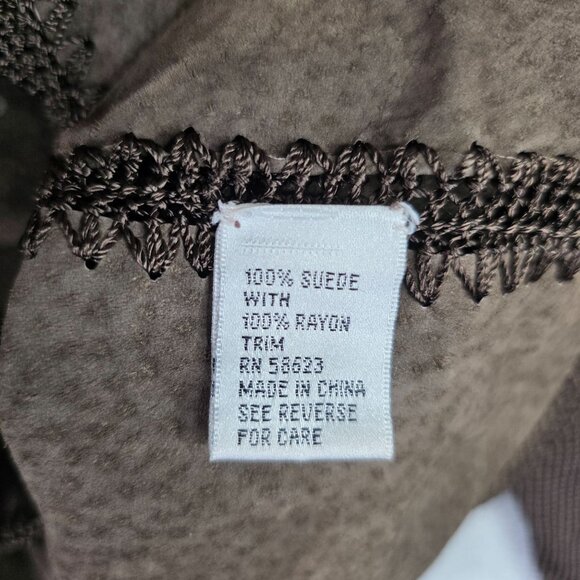 100% SUEDE
WITH
100% RAYON
TRIM
RN 58623
MADE IN CHINA
SEE REVERSE
FOR CARE